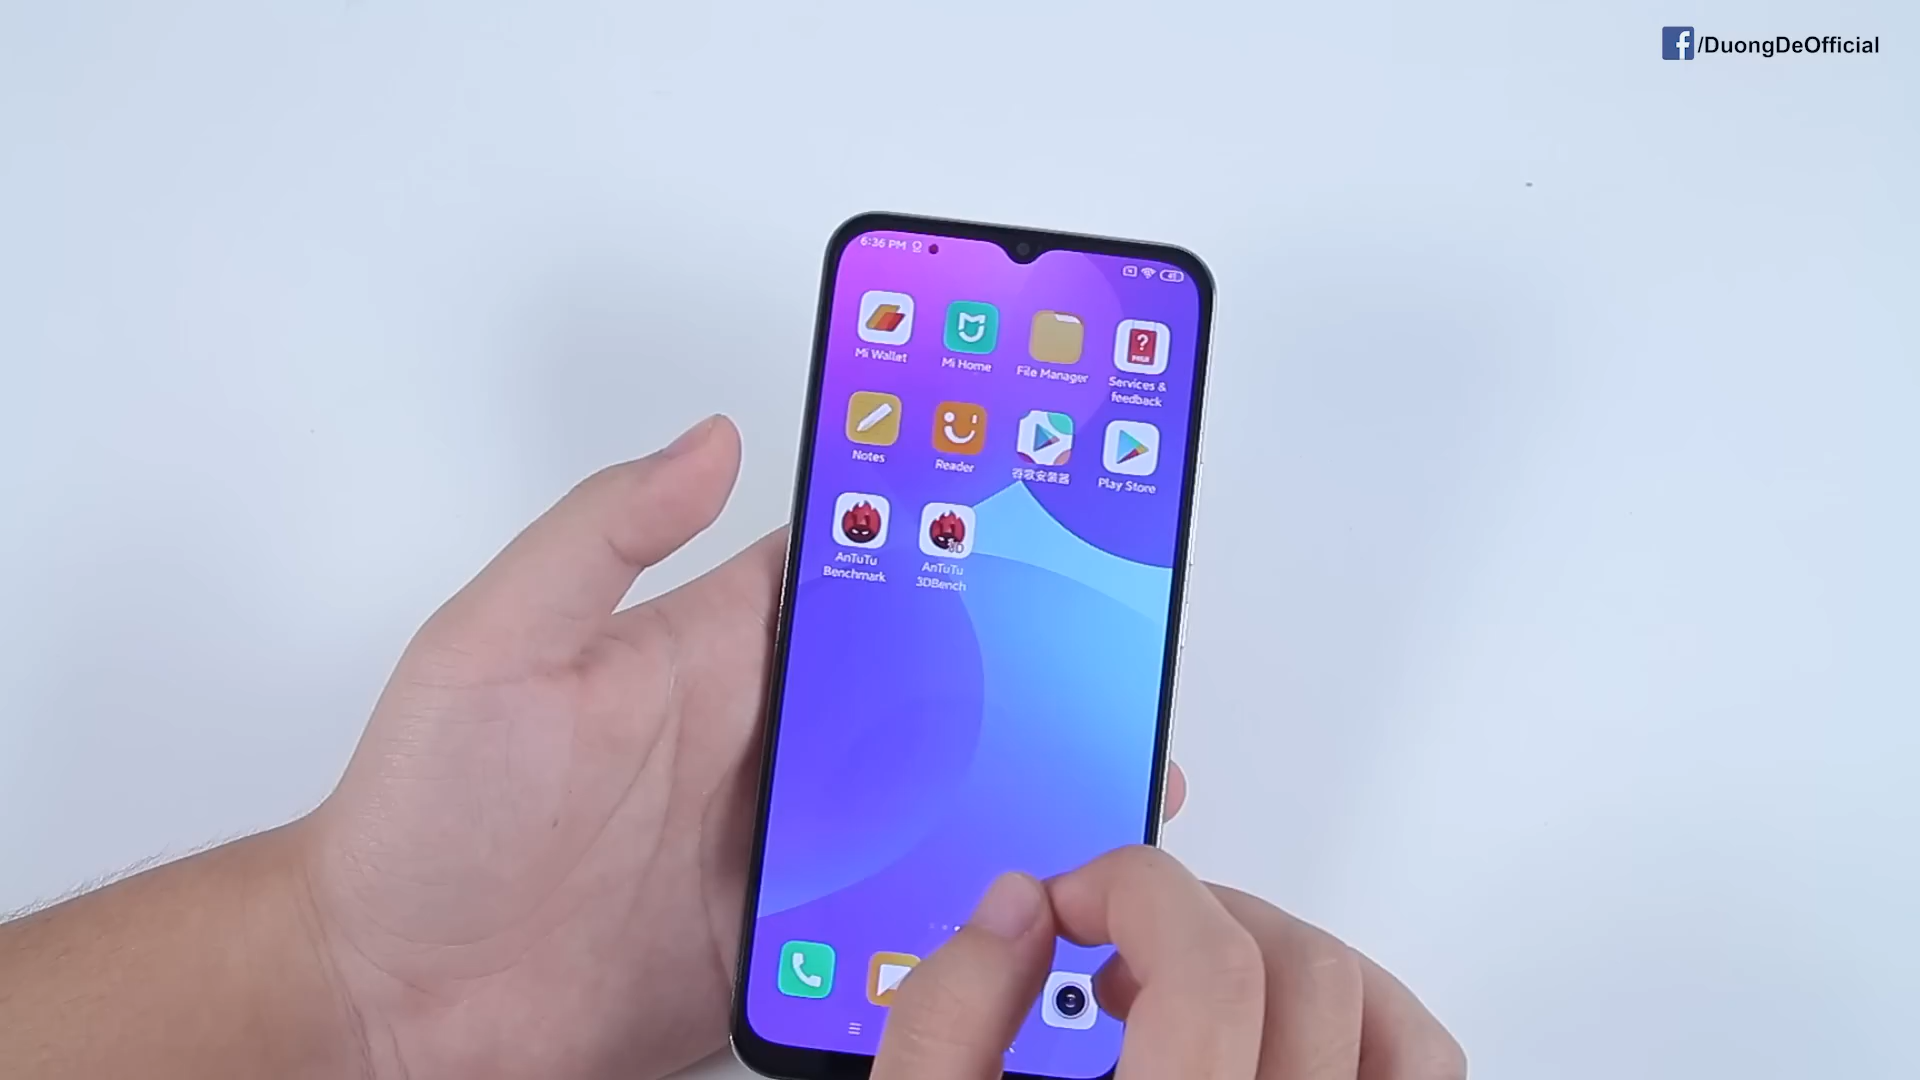 /DuongDeOfficial
6:36 PM
Mi Wallet
Mi Home
File Manager
Services &
feedback
Notes
Reader
谷歌安装器
Play Store
AnTuTu
Benchmark
AnTuTu
3DBench